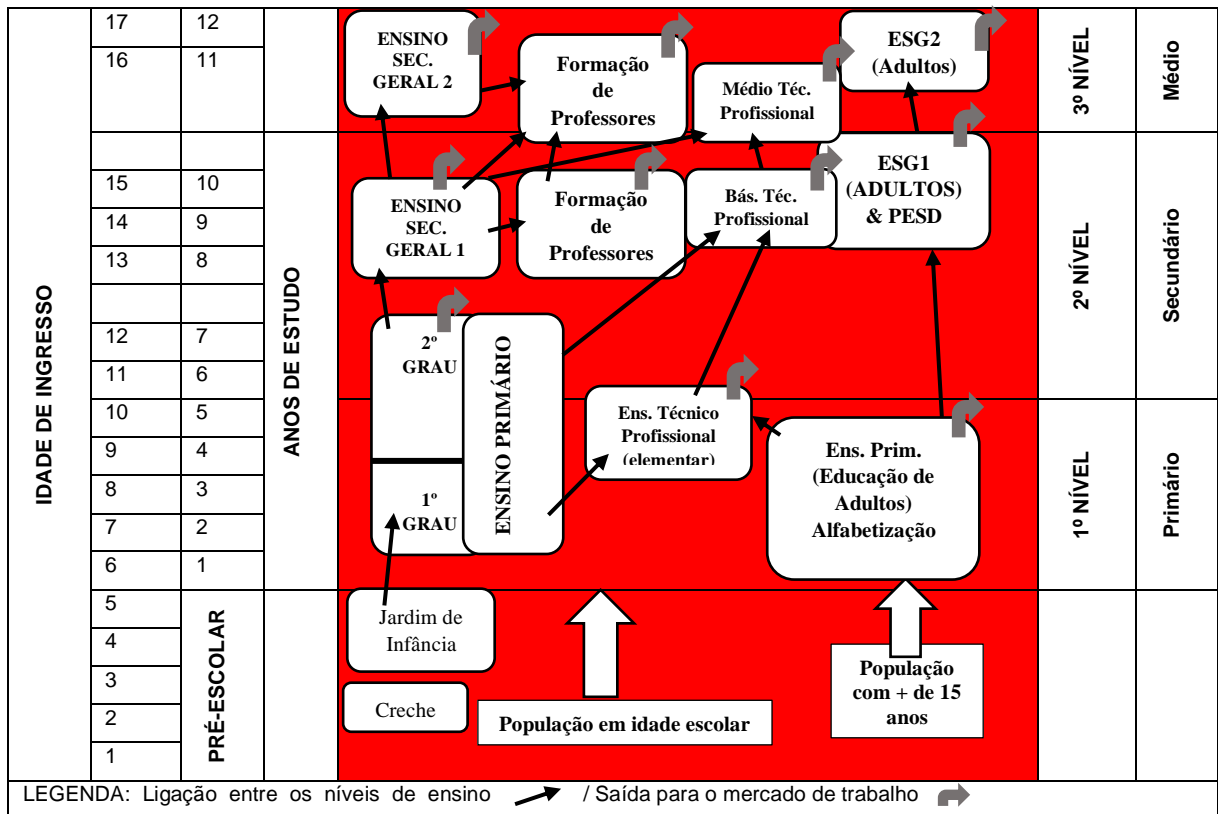 IDADE DE INGRESSO
17 12
16 11
15 10
14 9
13 8
12 7
11 6
10 5
9 4
8 3
7 2
6 1
5
4
3
2
1
PRÉ-ESCOLAR
ANOS DE ESTUDO
ENSINO
SEC.
GERAL 2
Formação
de
Professores
Médio Téc.
Profissional
ESG2
(Adultos)
3º NÍVEL
Médio
ENSINO
SEC.
GERAL 1
Formação
de
Professores
Bás. Téc.
Profissional
ESG1
(ADULTOS)
& PESD
2º NÍVEL
Secundário
2º
GRAU
1º
GRAU
ENSINO PRIMÁRIO
Ens. Técnico
Profissional
(elementar)
Ens. Prim.
(Educação de
Adultos)
Alfabetização
1º NÍVEL
Primário
Jardim de
Infância
Creche
População em idade escolar
População
com + de 15
anos
LEGENDA: Ligação entre os níveis de ensino / Saída para o mercado de trabalho